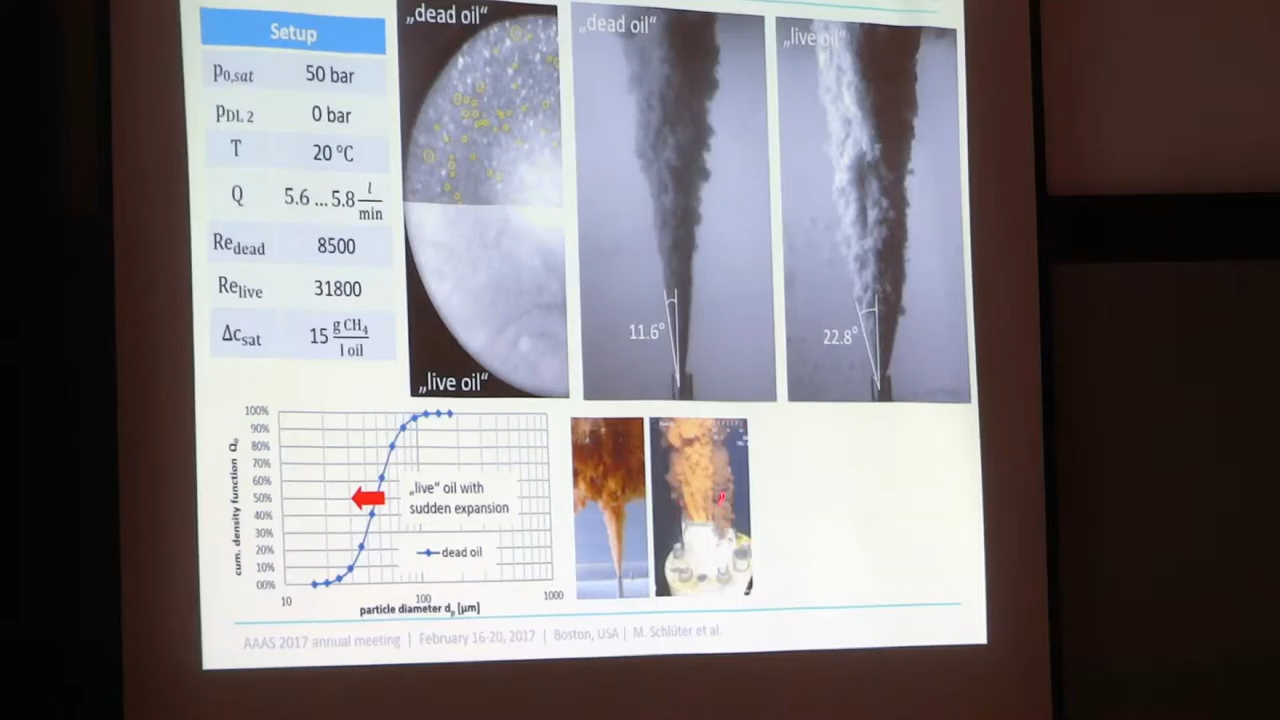 Setup
p0,sat 50 bar
pDL 2 0 bar
T 20 °C
Q 5.6 ... 5.8 l/min
Redead 8500
Relive 31800
Δcsat 15 g CH4/l oil
„dead oil“
„live oil“
„dead oil“
11.6°
„live oil“
22.8°
cum. density function Q0
100%
90%
80%
70%
60%
50%
40%
30%
20%
10%
00%
„live“ oil with
sudden expansion
dead oil
10 100 1000
particle diameter dp [µm]
AAAS 2017 annual meeting | February 16-20, 2017 | Boston, USA | M. Schlüter et al.